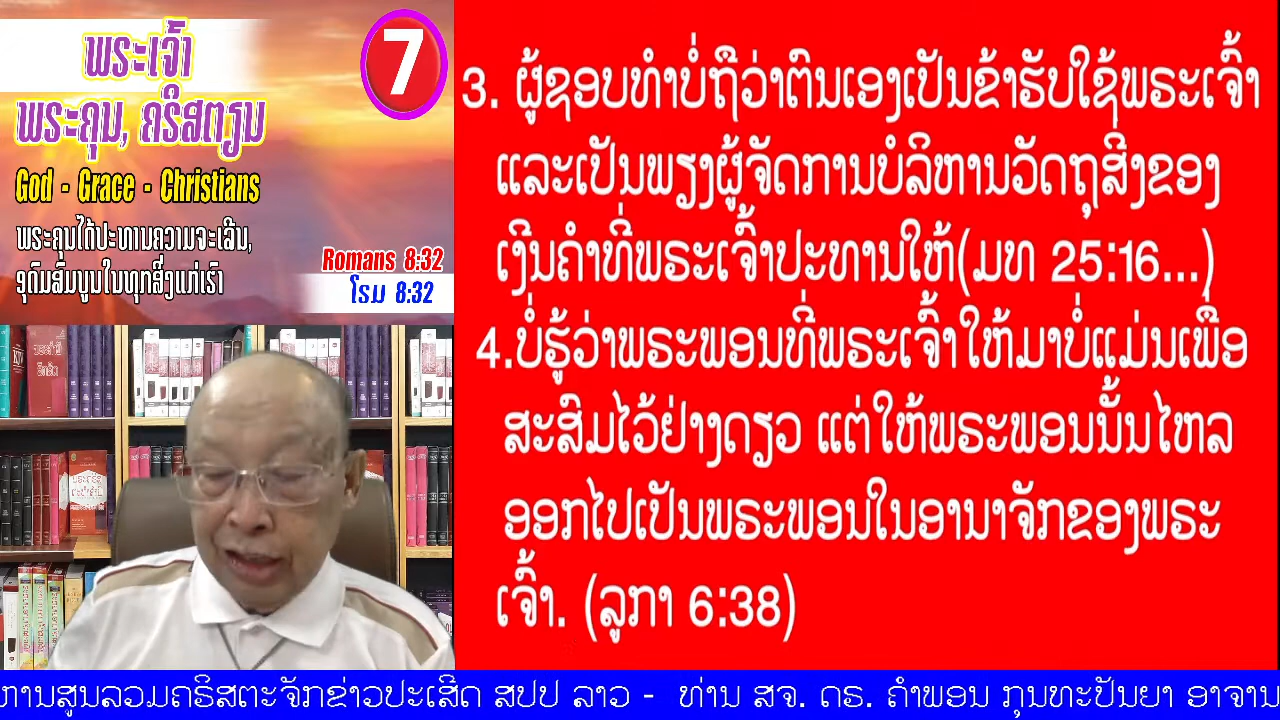 ພຣະເຈົ້າ
ພຣະຄຸນ, ຄຣິສຕຽນ
God - Grace - Christians
ພຣະຄຸນໄດ້ປະທານຄວາມຈະເລີນ,
ອຸດົມສົມບູນໃນທຸກສິ່ງແກ່ເຮົາ
7
Romans 8:32
ໂຣມ 8:32
3. ຜູ້ຊອບທຳບໍ່ຖືວ່າຕົນເອງເປັນຂ້າຮັບໃຊ້ພຣະເຈົ້າ
ແລະເປັນພຽງຜູ້ຈັດການບໍລິຫານວັດຖຸສິ່ງຂອງ
ເງີນຄຳທີ່ພຣະເຈົ້າປະທານໃຫ້(ມທ 25:16...)
4.ບໍ່ຮູ້ວ່າພຣະພອນທີ່ພຣະເຈົ້າໃຫ້ມາບໍ່ແມ່ນເພື່ອ
ສະສົມໄວ້ຢ່າງດຽວ ແຕ່ໃຫ້ພຣະພອນນັ້ນໄຫລ
ອອກໄປເປັນພຣະພອນໃນອານາຈັກຂອງພຣະ
ເຈົ້າ. (ລູກາ 6:38)
ການສູນລວມຄຣິສຕະຈັກຂ່າວປະເສີດ ສປປ ລາວ - ທ່ານ ສຈ. ດຣ. ຄຳພອນ ກຸນທະປັນຍາ ອາຈານ